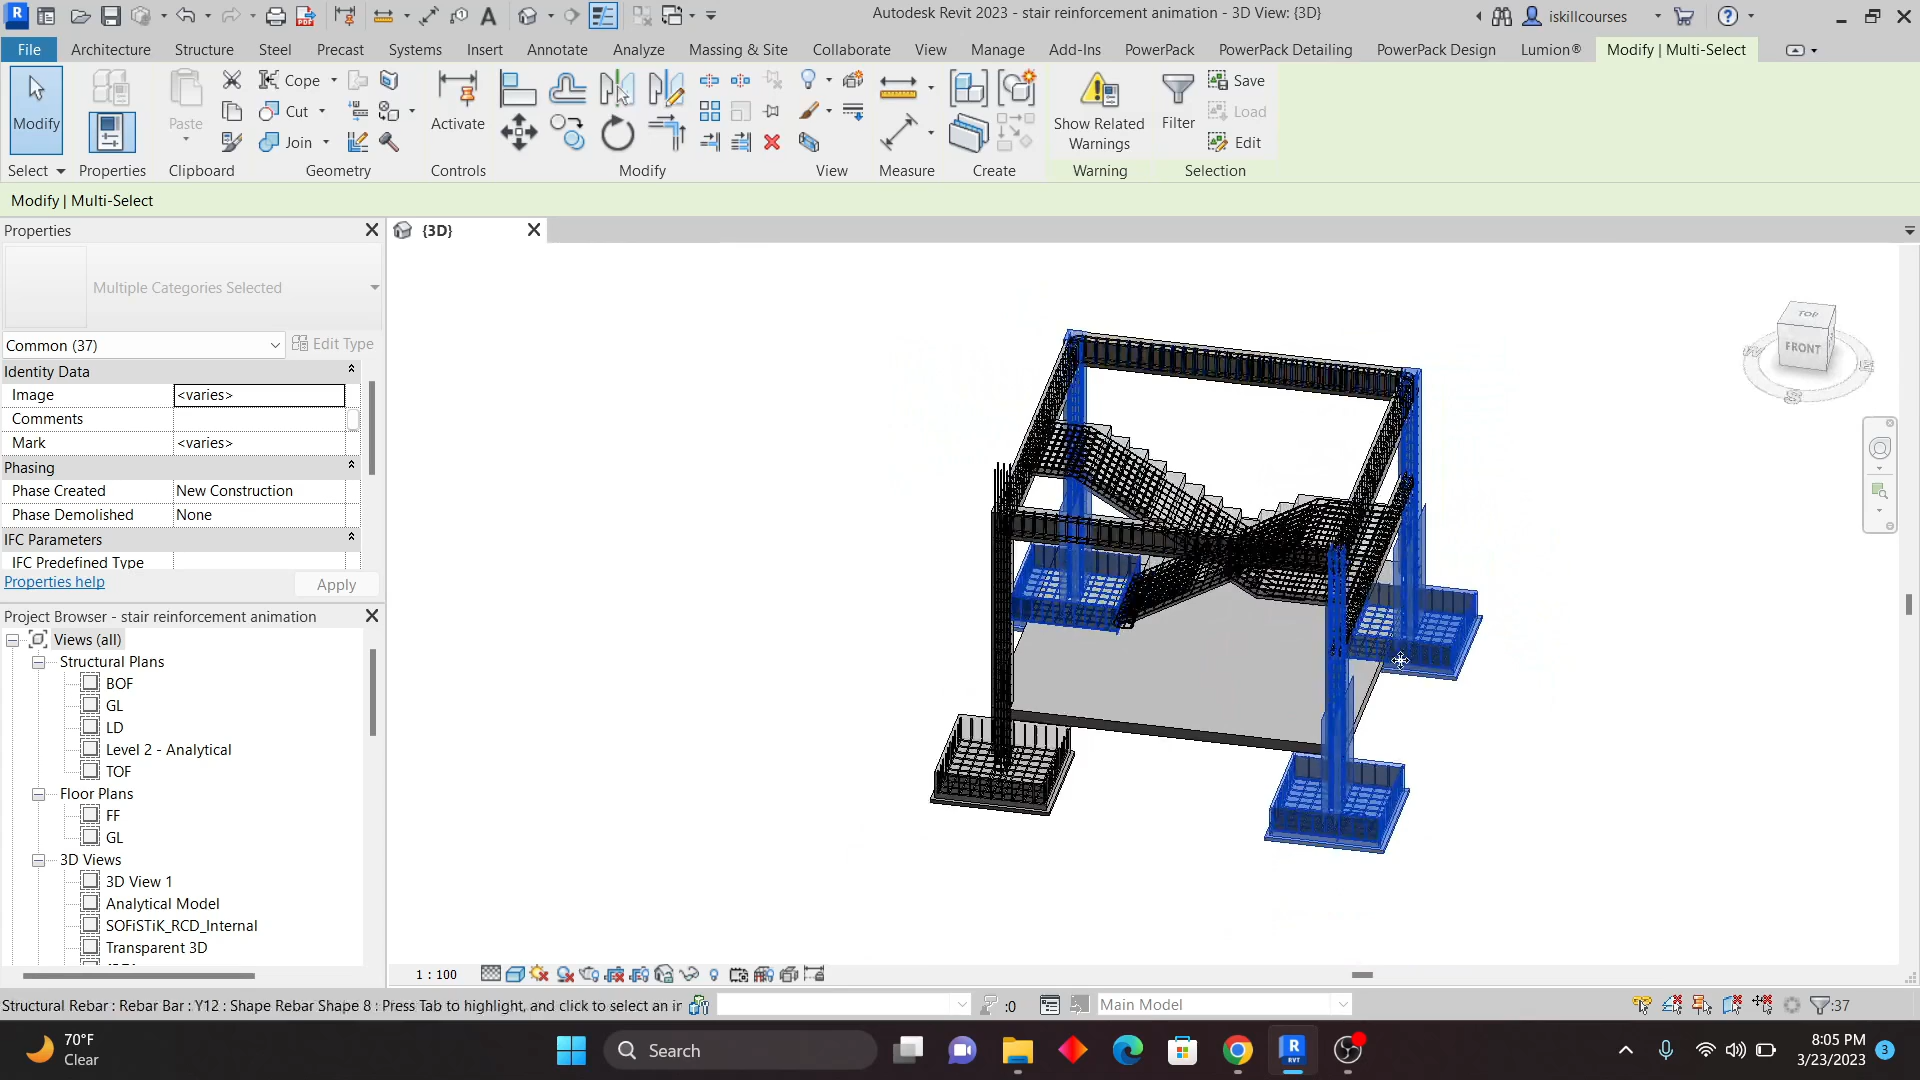 Autodesk Revit 2023 - stair reinforcement animation - 3D View: {3D}
iskillcourses
File Architecture Structure Steel Precast Systems Insert Annotate Analyze Massing & Site Collaborate View Manage Add-Ins PowerPack PowerPack Detailing PowerPack Design Lumion® Modify | Multi-Select
Modify
Paste
Cope
Cut
Join
Activate
Show Related
Warnings
Filter
Save
Load
Edit
Select Properties Clipboard Geometry Controls Modify View Measure Create Warning Selection
Modify | Multi-Select
Properties
{3D}
Multiple Categories Selected
Common (37)
Edit Type
Identity Data
Image <varies>
Comments
Mark <varies>
Phasing
Phase Created New Construction
Phase Demolished None
IFC Parameters
IFC Predefined Type
Properties help
Apply
Project Browser - stair reinforcement animation
Views (all)
Structural Plans
BOF
GL
LD
Level 2 - Analytical
TOF
Floor Plans
FF
GL
3D Views
3D View 1
Analytical Model
SOFiSTiK_RCD_Internal
Transparent 3D
TOP
FRONT
W
E
S
1 : 100
Structural Rebar : Rebar Bar : Y12 : Shape Rebar Shape 8 : Press Tab to highlight, and click to select an ir
:0
Main Model
:37
70°F
Clear
Search
8:05 PM
3/23/2023
3